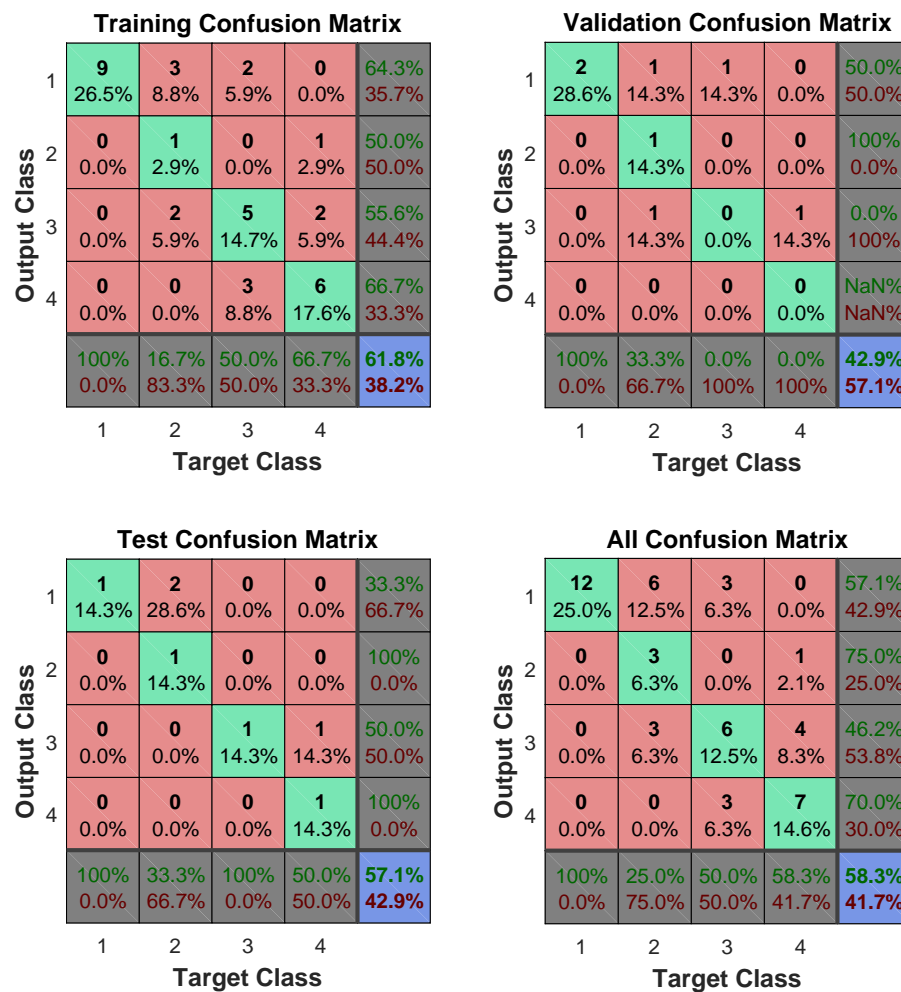 Training Confusion Matrix
Output Class
1
9 3 2 0 64.3%
26.5% 8.8% 5.9% 0.0% 35.7%
2
0 1 0 1 50.0%
0.0% 2.9% 0.0% 2.9% 50.0%
3
0 2 5 2 55.6%
0.0% 5.9% 14.7% 5.9% 44.4%
4
0 0 3 6 66.7%
0.0% 0.0% 8.8% 17.6% 33.3%
100% 16.7% 50.0% 66.7% 61.8%
0.0% 83.3% 50.0% 33.3% 38.2%
1 2 3 4
Target Class
Validation Confusion Matrix
Output Class
1
2 1 1 0 50.0%
28.6% 14.3% 14.3% 0.0% 50.0%
2
0 1 0 0 100%
0.0% 14.3% 0.0% 0.0% 0.0%
3
0 1 0 1 0.0%
0.0% 14.3% 0.0% 14.3% 100%
4
0 0 0 0 NaN%
0.0% 0.0% 0.0% 0.0% NaN%
100% 33.3% 0.0% 0.0% 42.9%
0.0% 66.7% 100% 100% 57.1%
1 2 3 4
Target Class
Test Confusion Matrix
Output Class
1
1 2 0 0 33.3%
14.3% 28.6% 0.0% 0.0% 66.7%
2
0 1 0 0 100%
0.0% 14.3% 0.0% 0.0% 0.0%
3
0 0 1 1 50.0%
0.0% 0.0% 14.3% 14.3% 50.0%
4
0 0 0 1 100%
0.0% 0.0% 0.0% 14.3% 0.0%
100% 33.3% 100% 50.0% 57.1%
0.0% 66.7% 0.0% 50.0% 42.9%
1 2 3 4
Target Class
All Confusion Matrix
Output Class
1
12 6 3 0 57.1%
25.0% 12.5% 6.3% 0.0% 42.9%
2
0 3 0 1 75.0%
0.0% 6.3% 0.0% 2.1% 25.0%
3
0 3 6 4 46.2%
0.0% 6.3% 12.5% 8.3% 53.8%
4
0 0 3 7 70.0%
0.0% 0.0% 6.3% 14.6% 30.0%
100% 25.0% 50.0% 58.3% 58.3%
0.0% 75.0% 50.0% 41.7% 41.7%
1 2 3 4
Target Class